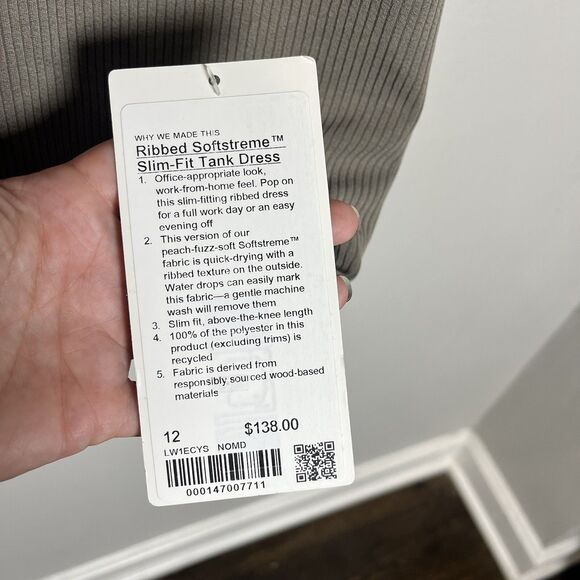 WHY WE MADE THIS
Ribbed Softstreme™
Slim-Fit Tank Dress
1. Office-appropriate look,
work-from-home feel. Pop on
this slim-fitting ribbed dress
for a full work day or an easy
evening off
2. This version of our
peach-fuzz-soft Softstreme™
fabric is quick-drying with a
ribbed texture on the outside.
Water drops can easily mark
this fabric—a gentle machine
wash will remove them
3. Slim fit, above-the-knee length
4. 100% of the polyester in this
product (excluding trims) is
recycled
5. Fabric is derived from
responsibly sourced wood-based
materials
12 $138.00
LW1ECYS NOMD
000147007711